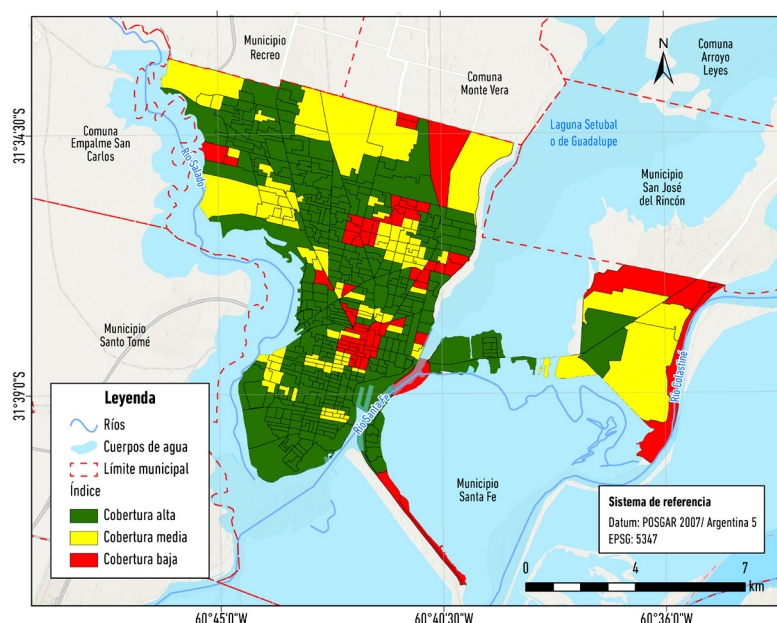 Municipio
Recreo
Comuna
Monte Vera
N
Comuna
Arroyo
Leyes
31°34'30"S
Comuna
Empalme San
Carlos
Río Salado
Laguna Setubal
o de Guadalupe
Municipio
San José
del Rincón
Municipio
Santo Tomé
31°39'0"S
Río Santa Fe
Río Colastiné
Municipio
Santa Fe
Leyenda
Ríos
Cuerpos de agua
Límite municipal
Índice
Cobertura alta
Cobertura media
Cobertura baja
Sistema de referencia
Datum: POSGAR 2007/ Argentina 5
EPSG: 5347
0 4 7
km
60°45'0"W 60°40'30"W 60°36'0"W